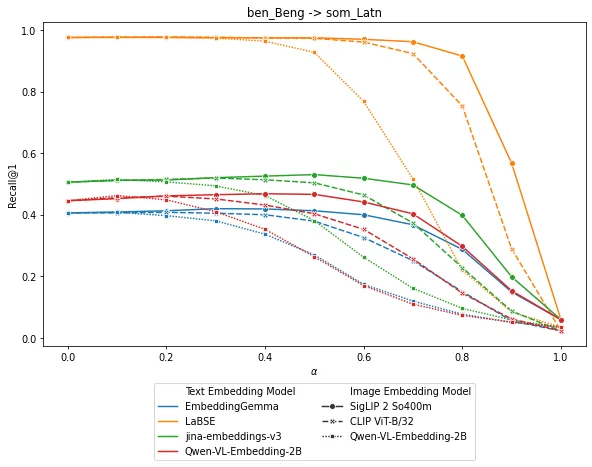 ben_Beng -> som_Latn
Recall@1
1.0
0.8
0.6
0.4
0.2
0.0
0.0 0.2 0.4 0.6 0.8 1.0
α
Text Embedding Model
EmbeddingGemma
LaBSE
jina-embeddings-v3
Qwen-VL-Embedding-2B
Image Embedding Model
SigLIP 2 So400m
CLIP ViT-B/32
Qwen-VL-Embedding-2B